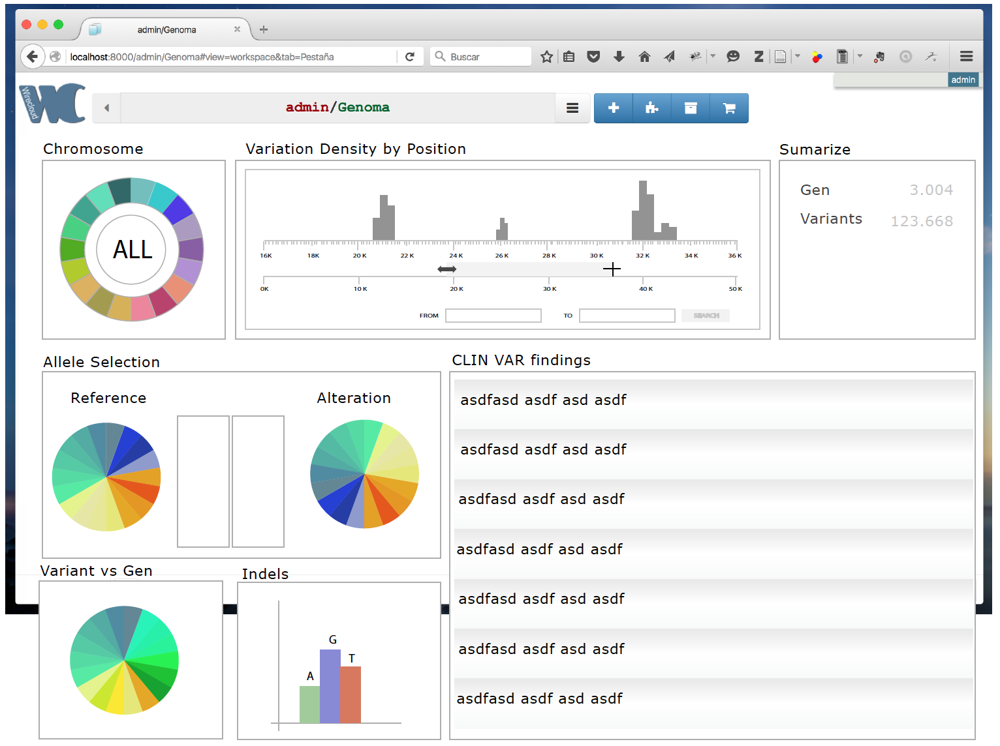 admin/Genoma
localhost:8000/admin/Genoma#view=workspace&tab=Pestaña
Buscar
Z
admin
WC
Wirecloud
admin/Genoma
Chromosome
Variation Density by Position
Sumarize
ALL
16K 18K 20 K 22 K 24 K 26 K 28 K 30 K 32 K 34 K 36 K
0K 10 K 20 K 30 K 40 K 50 K
FROM TO SEARCH
Gen 3.004
Variants 123.668
Allele Selection
Reference
Alteration
CLIN VAR findings
asdfasd asdf asd asdf
asdfasd asdf asd asdf
asdfasd asdf asd asdf
asdfasd asdf asd asdf
asdfasd asdf asd asdf
asdfasd asdf asd asdf
asdfasd asdf asd asdf
Variant vs Gen
Indels
A
G
T